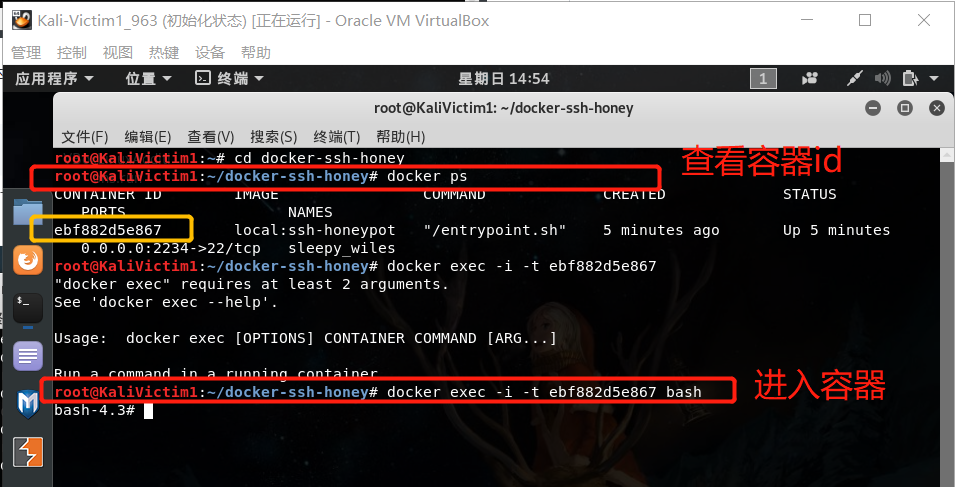 Kali-Victim1_963 (初始化状态) [正在运行] - Oracle VM VirtualBox
管理 控制 视图 热键 设备 帮助
应用程序 位置 终端 星期日 14:54 1
root@KaliVictim1: ~/docker-ssh-honey
文件(F) 编辑(E) 查看(V) 搜索(S) 终端(T) 帮助(H)
root@KaliVictim1:~# cd docker-ssh-honey
root@KaliVictim1:~/docker-ssh-honey# docker ps
查看容器id
CONTAINER ID IMAGE COMMAND CREATED STATUS
PORTS NAMES
ebf882d5e867 local:ssh-honeypot "/entrypoint.sh" 5 minutes ago Up 5 minutes
0.0.0.0:2234->22/tcp sleepy_wiles
root@KaliVictim1:~/docker-ssh-honey# docker exec -i -t ebf882d5e867
"docker exec" requires at least 2 arguments.
See 'docker exec --help'.
Usage:  docker exec [OPTIONS] CONTAINER COMMAND [ARG...]
Run a command in a running container
root@KaliVictim1:~/docker-ssh-honey# docker exec -i -t ebf882d5e867 bash
进入容器
bash-4.3#